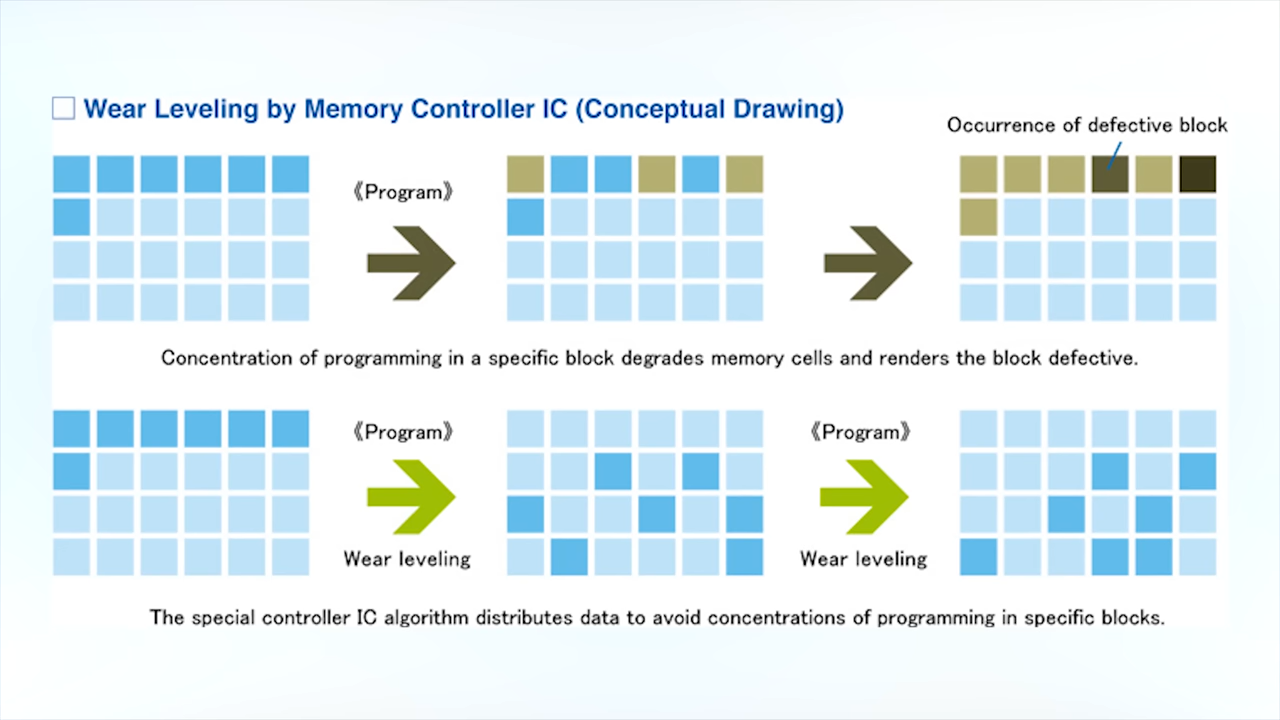 Wear Leveling by Memory Controller IC (Conceptual Drawing)
Occurrence of defective block
《Program》
Concentration of programming in a specific block degrades memory cells and renders the block defective.
《Program》
《Program》
Wear leveling
Wear leveling
The special controller IC algorithm distributes data to avoid concentrations of programming in specific blocks.